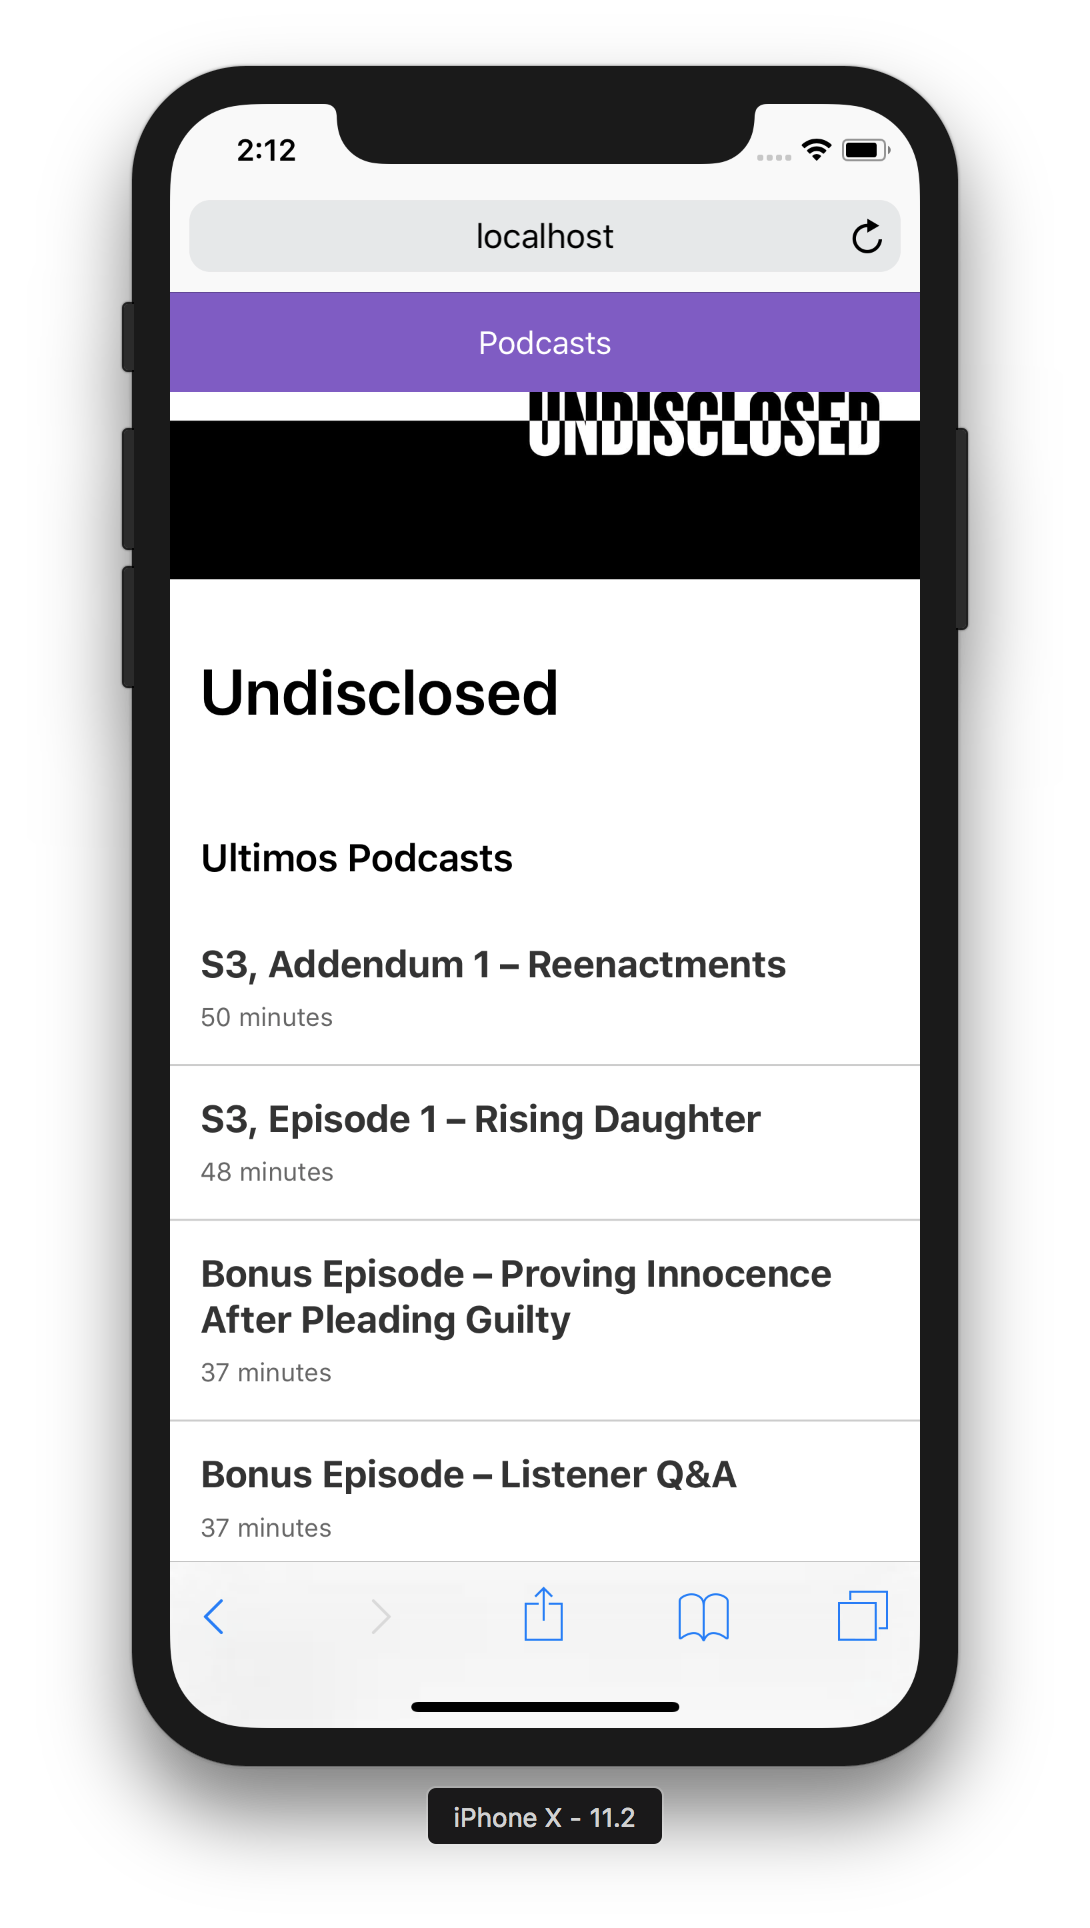 2:12
localhost
Podcasts
UNDISCLOSED
Undisclosed
Ultimos Podcasts
S3, Addendum 1 – Reenactments
50 minutes
S3, Episode 1 – Rising Daughter
48 minutes
Bonus Episode – Proving Innocence
After Pleading Guilty
37 minutes
Bonus Episode – Listener Q&A
37 minutes
iPhone X - 11.2